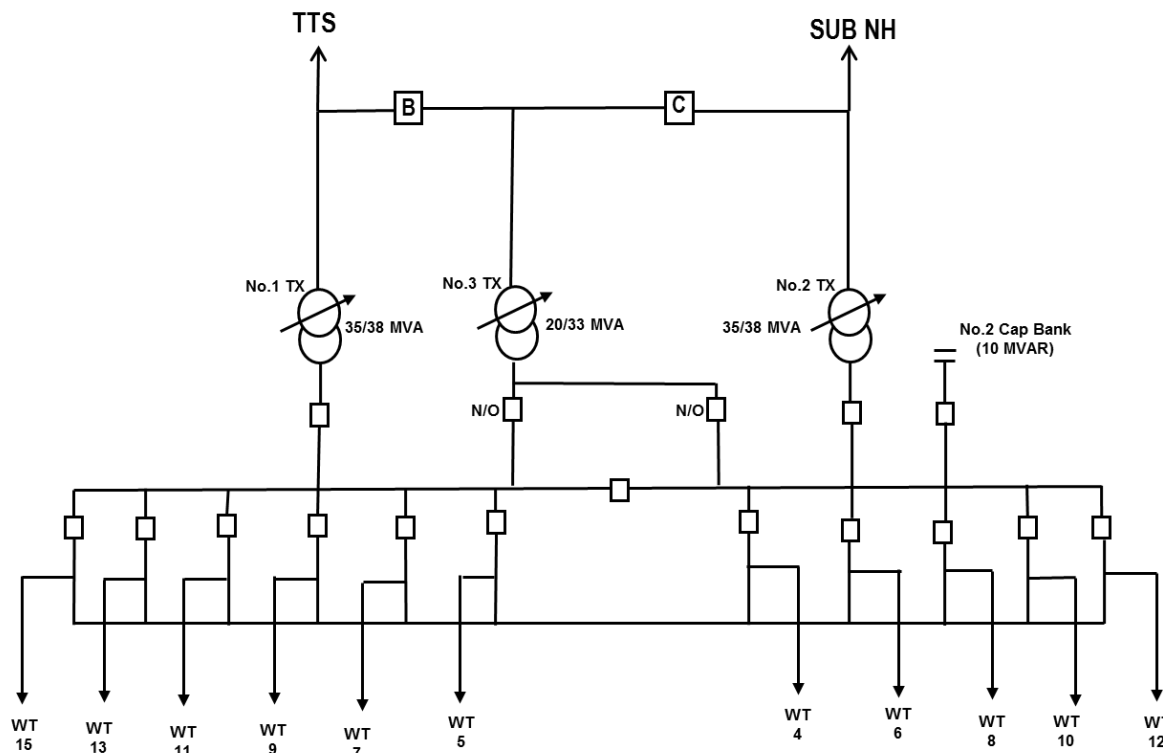 TTS
SUB NH
B
C
No.1 TX
No.3 TX
No.2 TX
35/38 MVA
20/33 MVA
35/38 MVA
No.2 Cap Bank
(10 MVAR)
N/O
N/O
WT
15
WT
13
WT
11
WT
9
WT
7
WT
5
WT
4
WT
6
WT
8
WT
10
WT
12